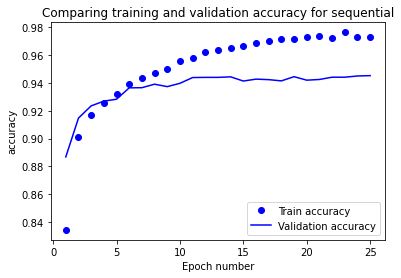 Comparing training and validation accuracy for sequential
0.98
0.96
0.94
0.92
0.90
0.88
0.86
0.84
accuracy
0
5
10
15
20
25
Epoch number
Train accuracy
Validation accuracy